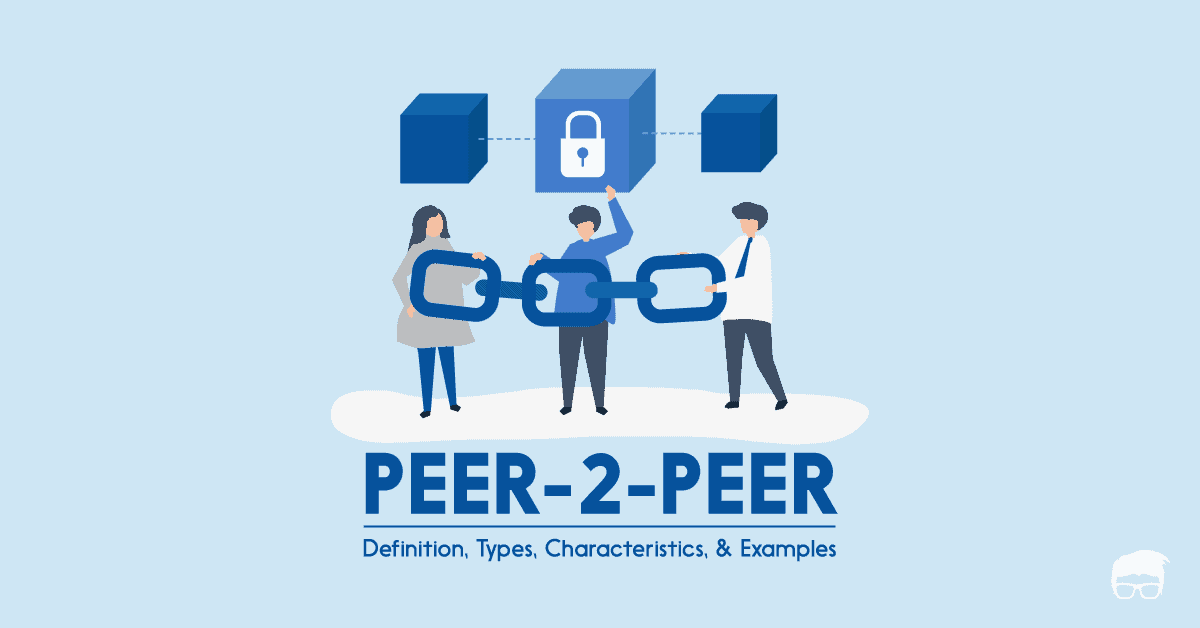 PEER-2-PEER
Definition, Types, Characteristics, & Examples